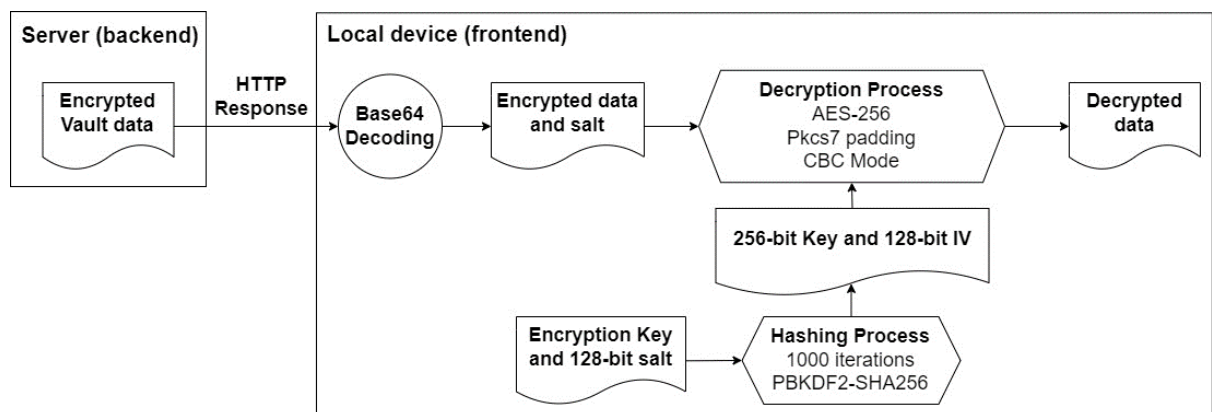 Server (backend)
Encrypted
Vault data
HTTP
Response
Local device (frontend)
Base64
Decoding
Encrypted data
and salt
Decryption Process
AES-256
Pkcs7 padding
CBC Mode
Decrypted
data
256-bit Key and 128-bit IV
Encryption Key
and 128-bit salt
Hashing Process
1000 iterations
PBKDF2-SHA256